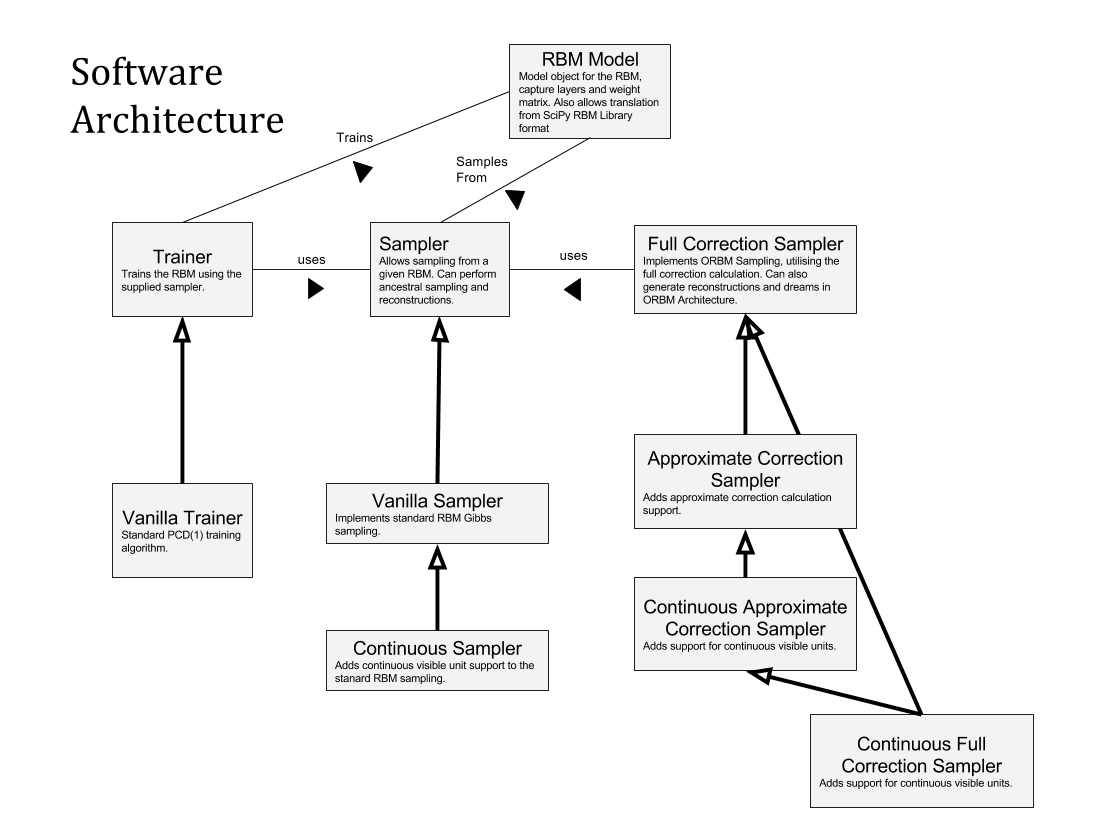 Software
Architecture
RBM Model
Model object for the RBM,
capture layers and weight
matrix. Also allows translation
from SciPy RBM Library
format
Trains
Samples
From
Trainer
Trains the RBM using the
supplied sampler.
uses
Sampler
Allows sampling from a
given RBM. Can perform
ancestral sampling and
reconstructions.
uses
Full Correction Sampler
Implements ORBM Sampling, utilising the
full correction calculation. Can also
generate reconstructions and dreams in
ORBM Architecture.
Vanilla Trainer
Standard PCD(1) training
algorithm.
Vanilla Sampler
Implements standard RBM Gibbs
sampling.
Approximate Correction
Sampler
Adds approximate correction calculation
support.
Continuous Sampler
Adds continuous visible unit support to the
stanard RBM sampling.
Continuous Approximate
Correction Sampler
Adds support for continuous visible units.
Continuous Full
Correction Sampler
Adds support for continuous visible units.